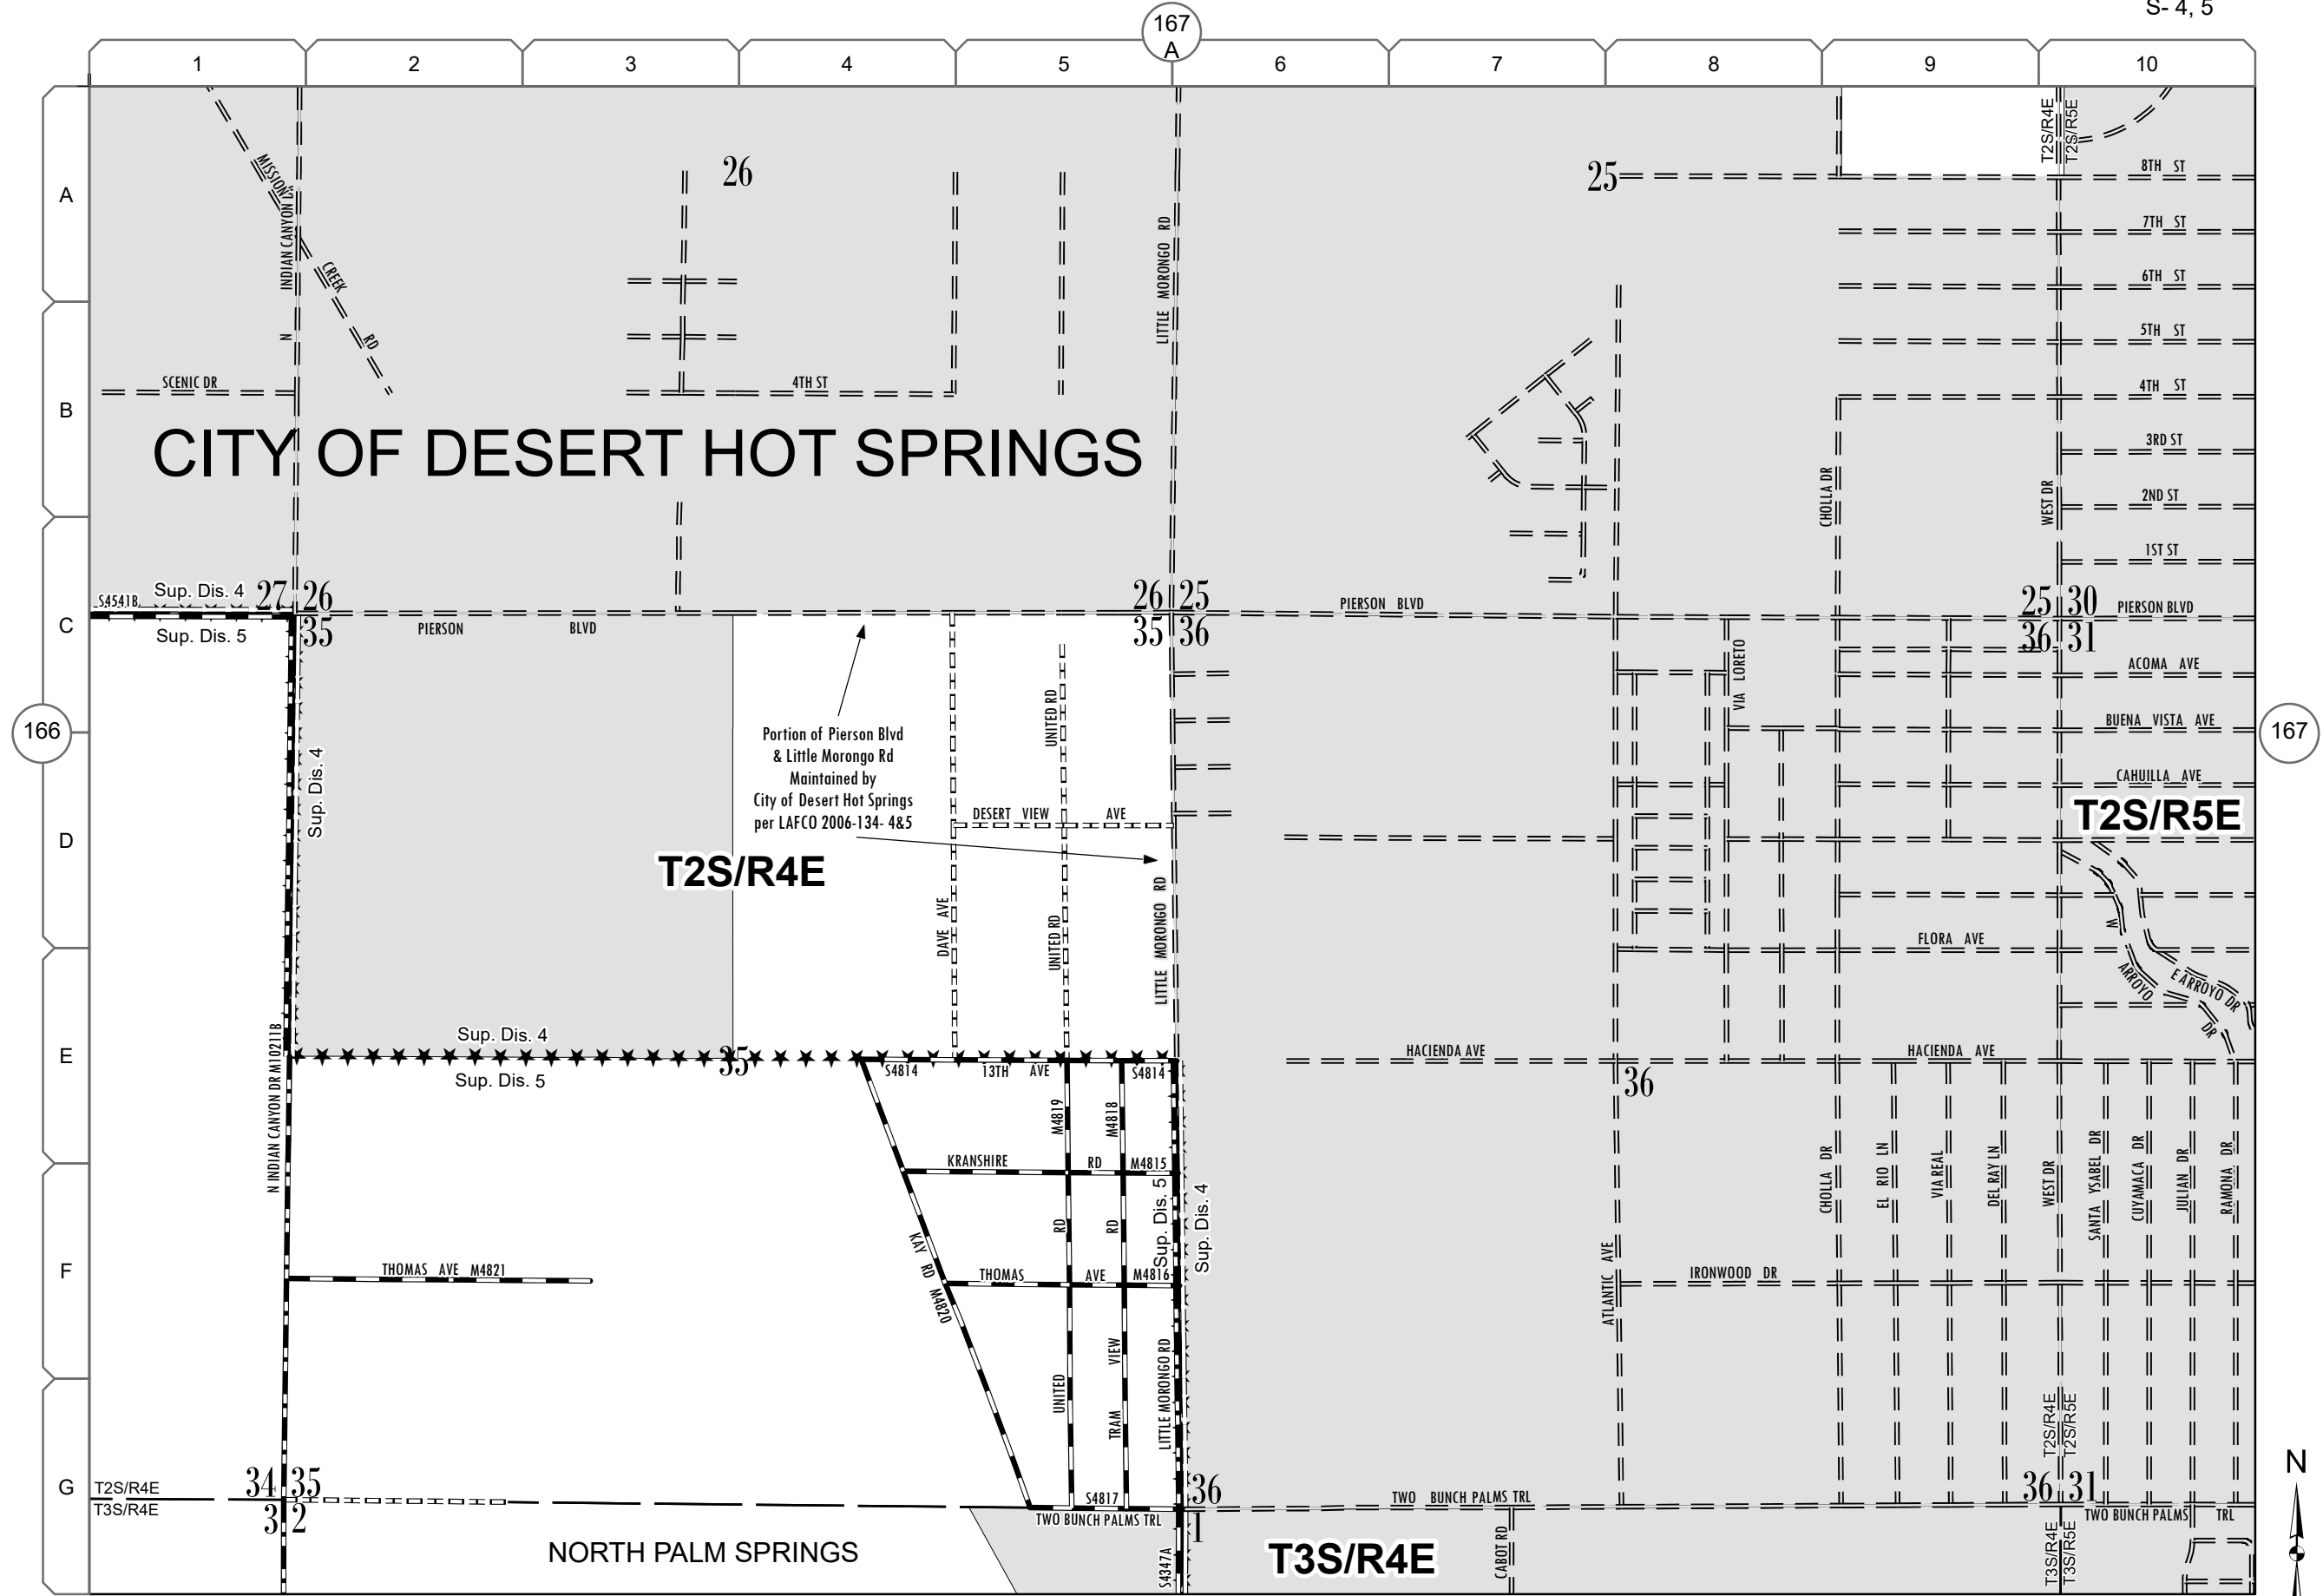 S- 4, 5
167
A
1 2 3 4 5 6 7 8 9 10
A
B
C
D
E
F
G
166
167
MISSION
CREEK
RD
N INDIAN CANYON DR
26
LITTLE MORONGO RD
25
T2S/R4E
T2S/R5E
8TH ST
7TH ST
6TH ST
5TH ST
SCENIC DR
4TH ST
4TH ST
CITY OF DESERT HOT SPRINGS
3RD ST
CHOLLA DR
WEST DR
2ND ST
1ST ST
S4541B
Sup. Dis. 4
27 26
35
Sup. Dis. 5
PIERSON BLVD
26 25
35 36
PIERSON BLVD
25 30
36 31
PIERSON BLVD
VIA LORETO
ACOMA AVE
UNITED RD
BUENA VISTA AVE
Sup. Dis. 4
Portion of Pierson Blvd
& Little Morongo Rd
Maintained by
City of Desert Hot Springs
per LAFCO 2006-134- 4&5
CAHUILLA AVE
DESERT VIEW AVE
T2S/R5E
T2S/R4E
DAVE AVE
UNITED RD
LITTLE MORONGO RD
FLORA AVE
W ARROYO DR
E ARROYO DR
N INDIAN CANYON DR M10211B
Sup. Dis. 4
35
Sup. Dis. 5
S4814 13TH AVE S4814
HACIENDA AVE
HACIENDA AVE
36
M4819
M4818
KRANSHIRE RD M4815
Sup. Dis. 5
Sup. Dis. 4
CHOLLA DR
EL RIO LN
VIA REAL
DEL RAY LN
WEST DR
SANTA YSABEL DR
CUYAMACA DR
JULIAN DR
RAMONA DR
KAY RD M4820
RD
RD
THOMAS AVE M4821
THOMAS AVE M4816
ATLANTIC AVE
IRONWOOD DR
UNITED
TRAM VIEW
LITTLE MORONGO RD
T2S/R4E
T2S/R5E
N
T2S/R4E
T3S/R4E
34 35
3 2
S4817
TWO BUNCH PALMS TRL
36
1
TWO BUNCH PALMS TRL
36 31
TWO BUNCH PALMS TRL
NORTH PALM SPRINGS
S4347A
T3S/R4E
CABOT RD
T3S/R4E
T3S/R5E